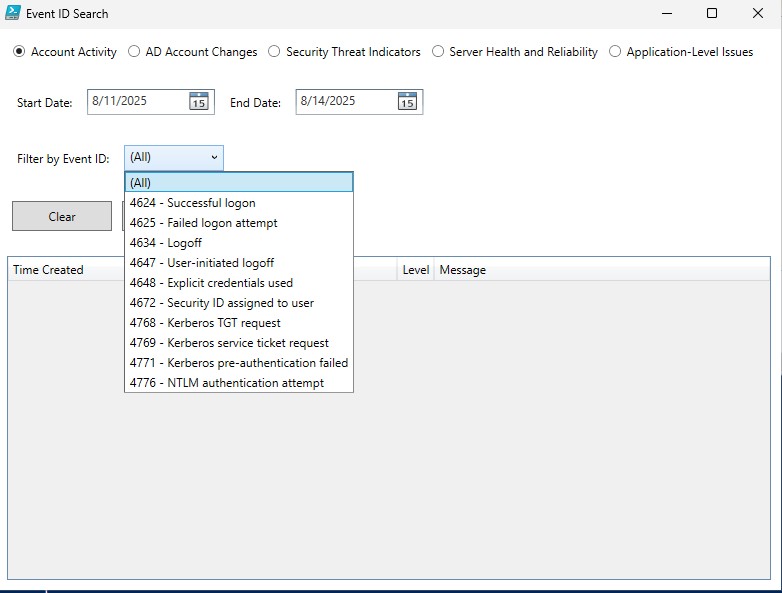 Event ID Search
Account Activity AD Account Changes Security Threat Indicators Server Health and Reliability Application-Level Issues
Start Date: 8/11/2025 15 End Date: 8/14/2025 15
Filter by Event ID: (All)
(All)
4624 - Successful logon
Clear
4625 - Failed logon attempt
4634 - Logoff
4647 - User-initiated logoff
Time Created Level Message
4648 - Explicit credentials used
4672 - Security ID assigned to user
4768 - Kerberos TGT request
4769 - Kerberos service ticket request
4771 - Kerberos pre-authentication failed
4776 - NTLM authentication attempt